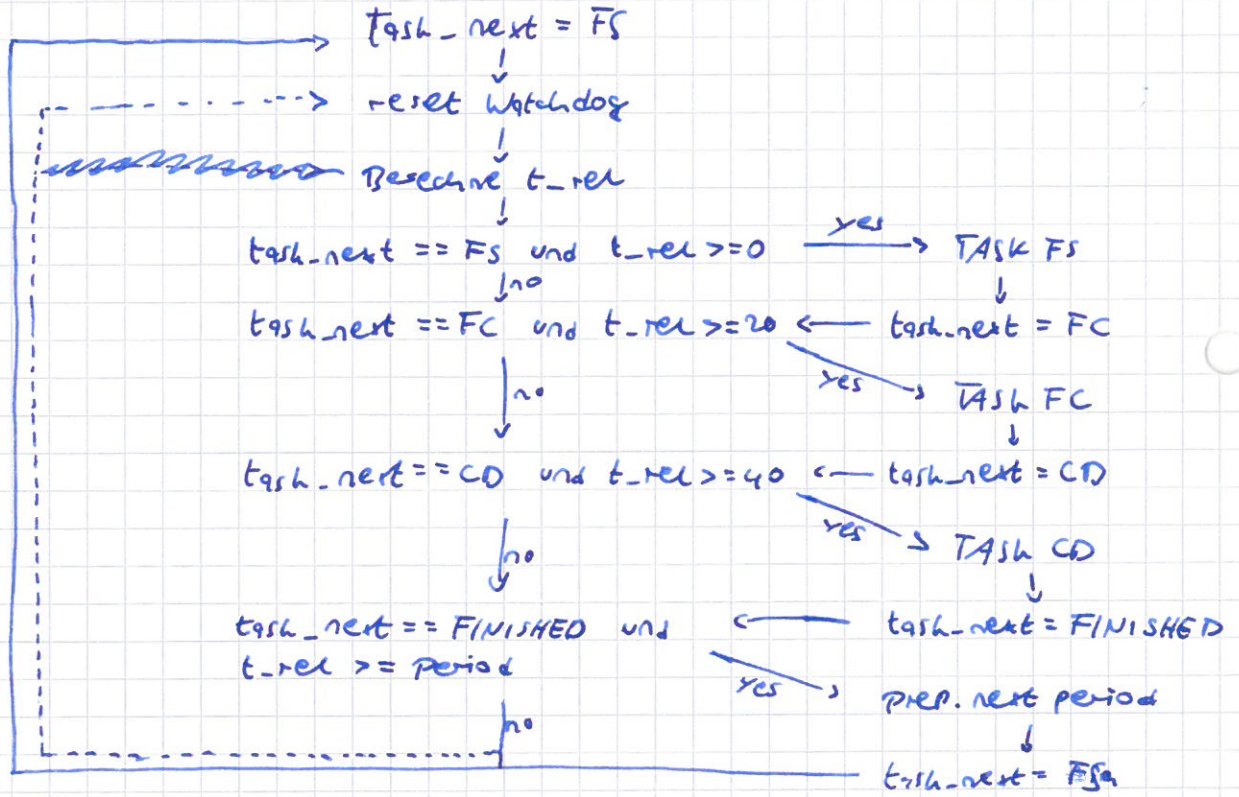 task_next = FS
reset Watchdog
Berechne t_rel
task_next == FS und t_rel >= 0 yes TASK FS
no
task_next == FC und t_rel >= 20 task_next = FC
no yes TASK FC
task_next == CD und t_rel >= 40 task_next = CD
no yes TASK CD
task_next == FINISHED und task_next = FINISHED
t_rel >= period
yes prep. next period
no
task_next = FS